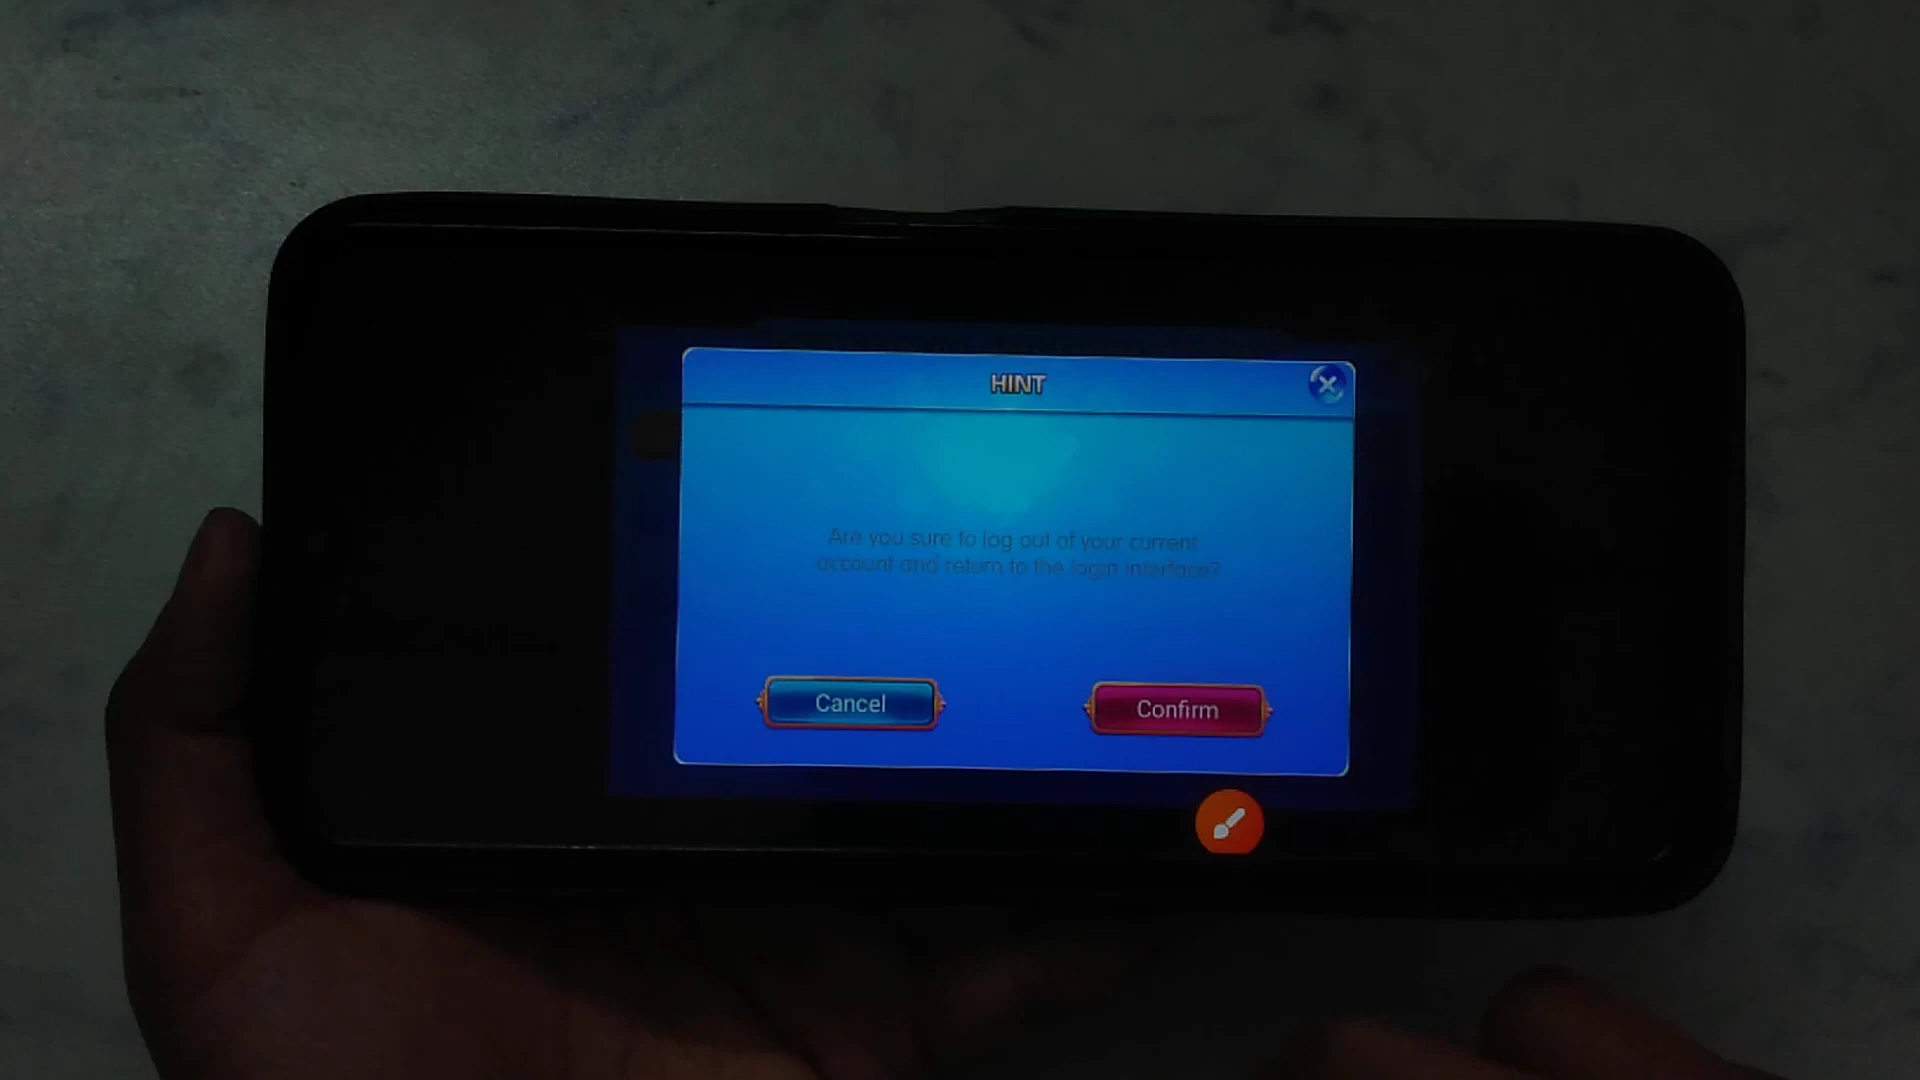 HINT
Are you sure to log out of your current
account and return to the login interface?
Cancel
Confirm